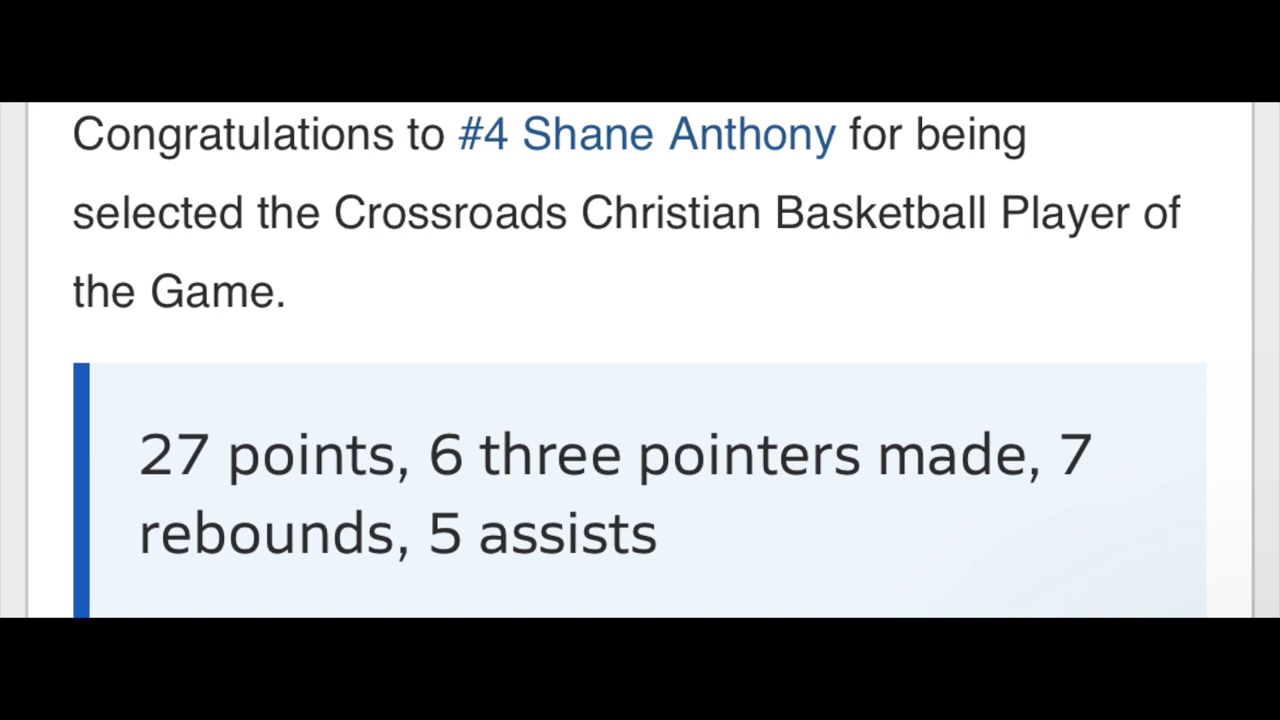 Congratulations to #4 Shane Anthony for being
selected the Crossroads Christian Basketball Player of
the Game.
27 points, 6 three pointers made, 7
rebounds, 5 assists